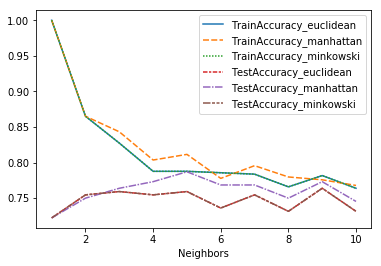 1.00
0.95
0.90
0.85
0.80
0.75
TrainAccuracy_euclidean
TrainAccuracy_manhattan
TrainAccuracy_minkowski
TestAccuracy_euclidean
TestAccuracy_manhattan
TestAccuracy_minkowski
2 4 6 8 10
Neighbors